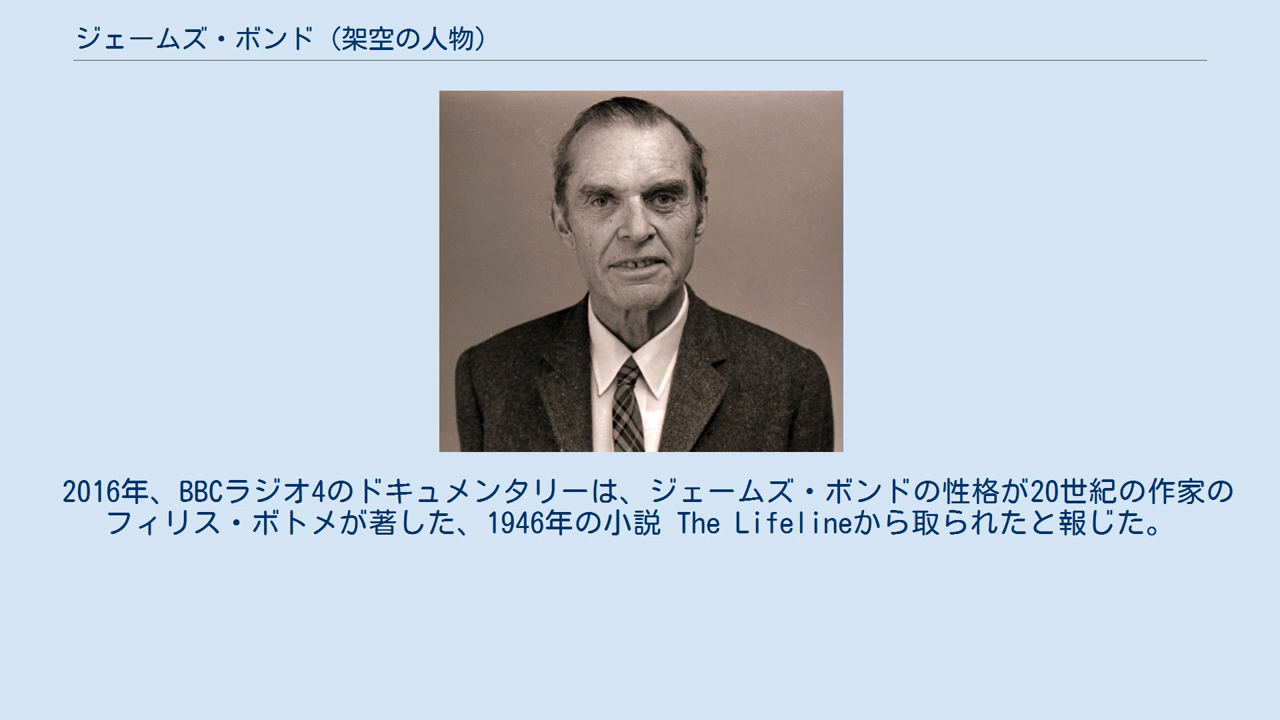 ジェームズ・ボンド（架空の人物）
2016年、BBCラジオ4のドキュメンタリーは、ジェームズ・ボンドの性格が20世紀の作家の
フィリス・ボトメが著した、1946年の小説 The Lifelineから取られたと報じた。